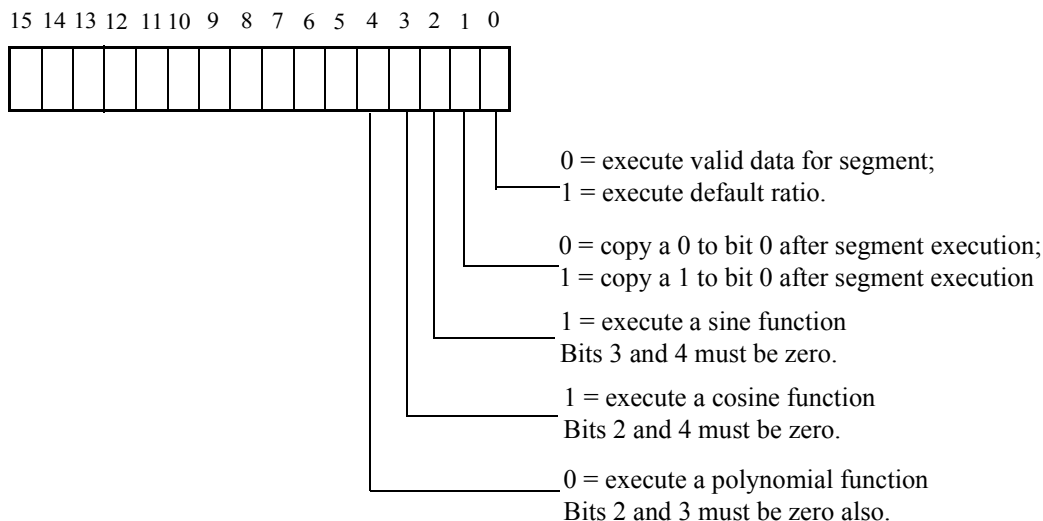 15 14 13 12 11 10 9 8 7 6 5 4 3 2 1 0
0 = execute valid data for segment;
1 = execute default ratio.
0 = copy a 0 to bit 0 after segment execution;
1 = copy a 1 to bit 0 after segment execution
1 = execute a sine function
Bits 3 and 4 must be zero.
1 = execute a cosine function
Bits 2 and 4 must be zero.
0 = execute a polynomial function
Bits 2 and 3 must be zero also.